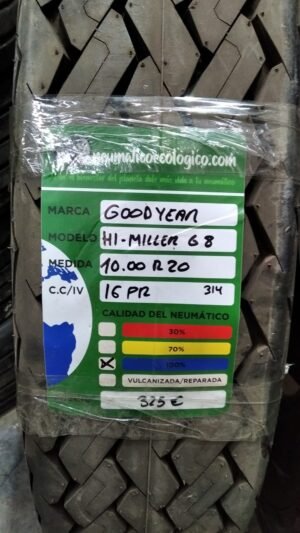 neumaticoecológico.com
MARCA GOODYEAR
MODELO HI-MILLER G8
MEDIDA 10.00 R20
C.C/IV 16 PR 314
CALIDAD DEL NEUMÁTICO
30%
70%
100%
VULCANIZADA/REPARADA
325 €